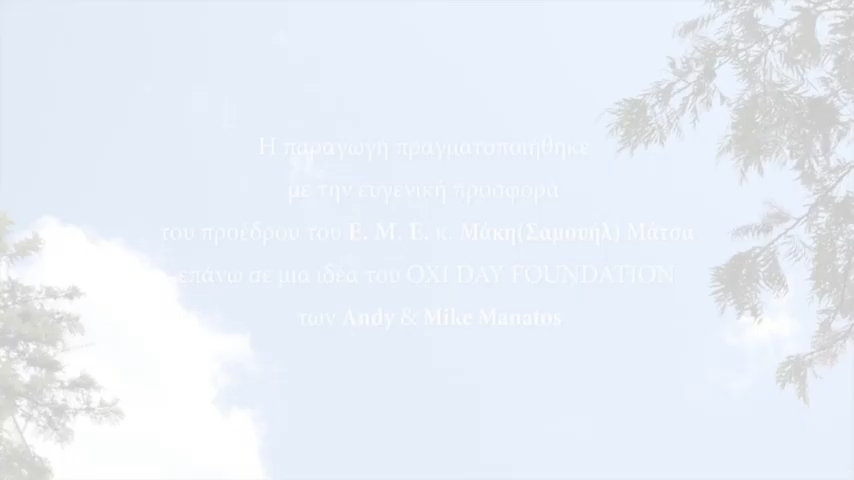 Η παραγωγή πραγματοποιήθηκε
με την ευγενική προσφορά
του προέδρου του Ε. Μ. Ε. κ. Μάκη(Σαμουήλ) Μάτσα
επάνω σε μια ιδέα του OXI DAY FOUNDATION
των Andy & Mike Manatos